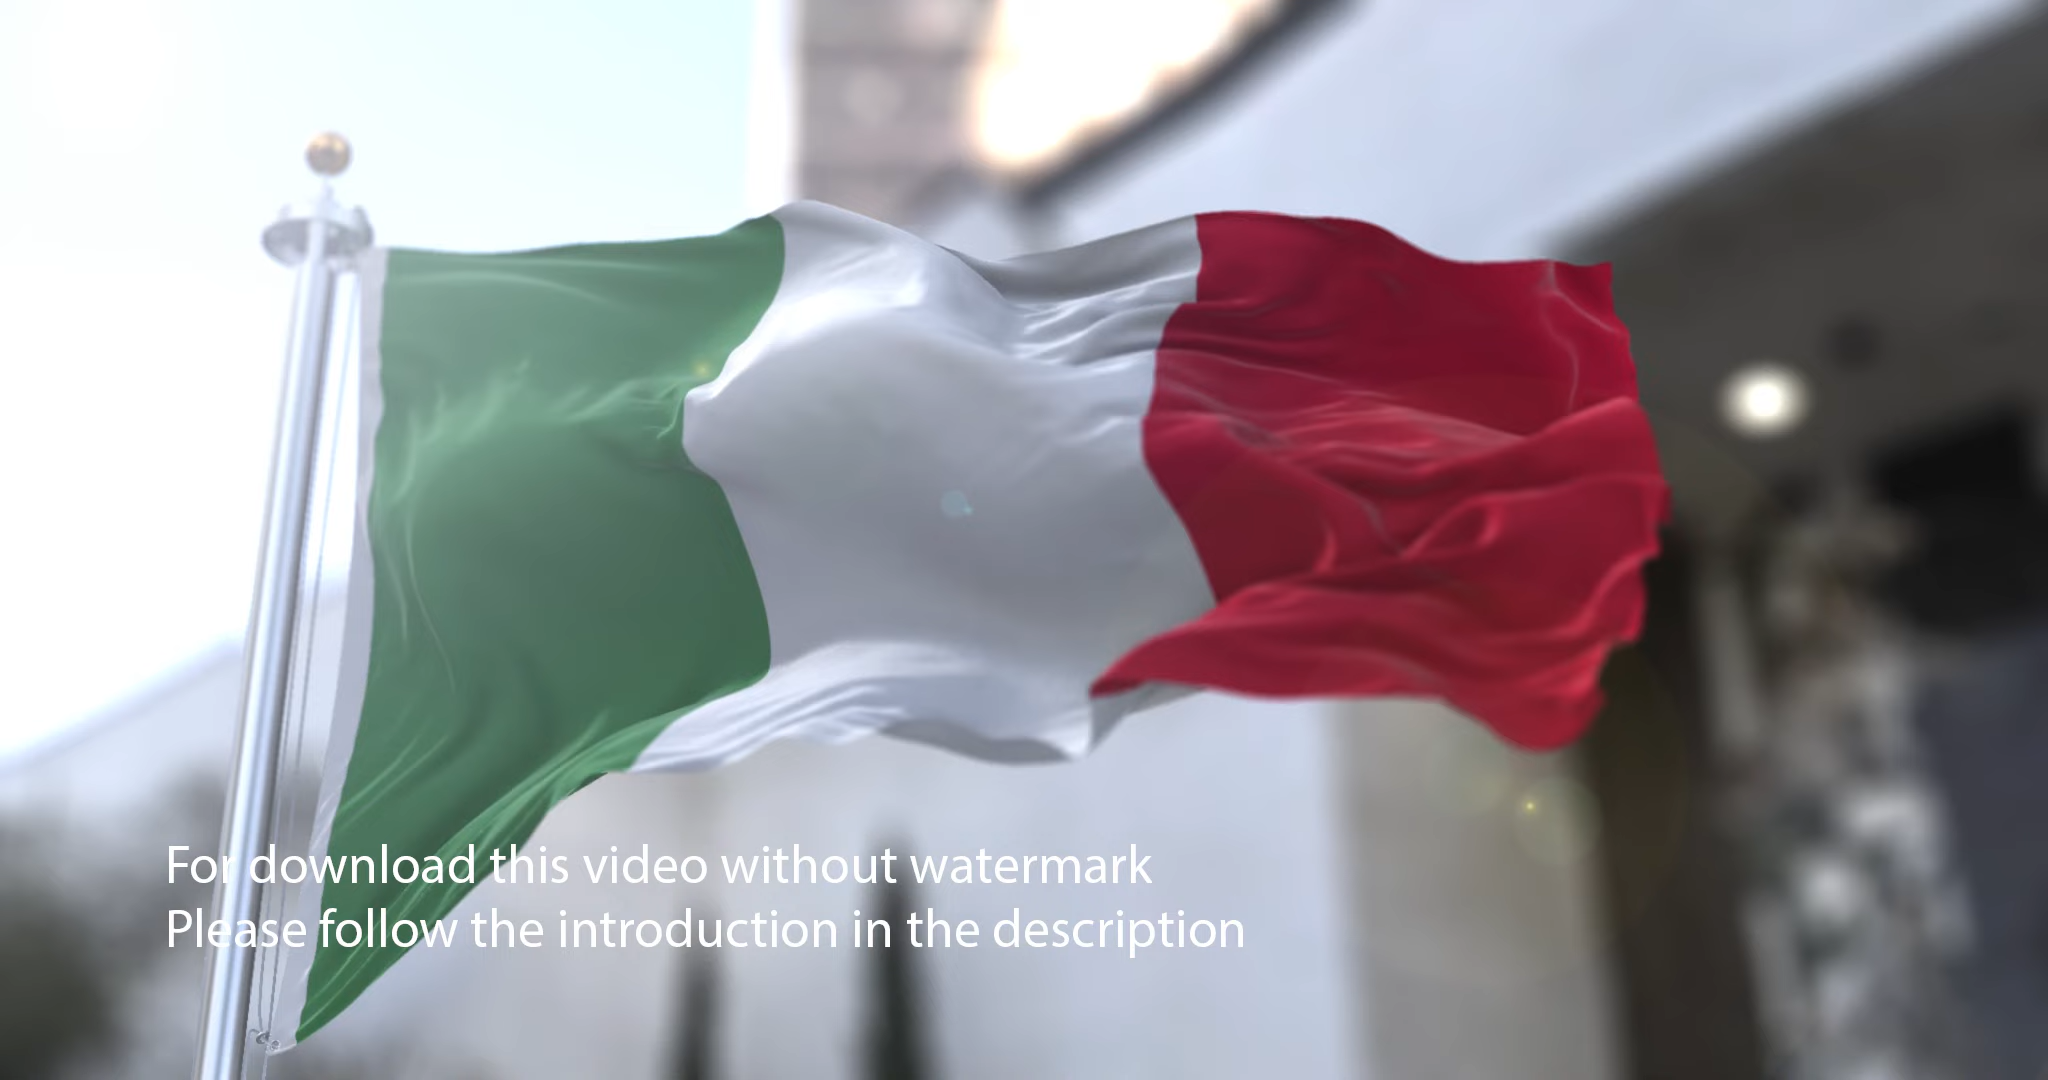 For download this video without watermark
Please follow the introduction in the description